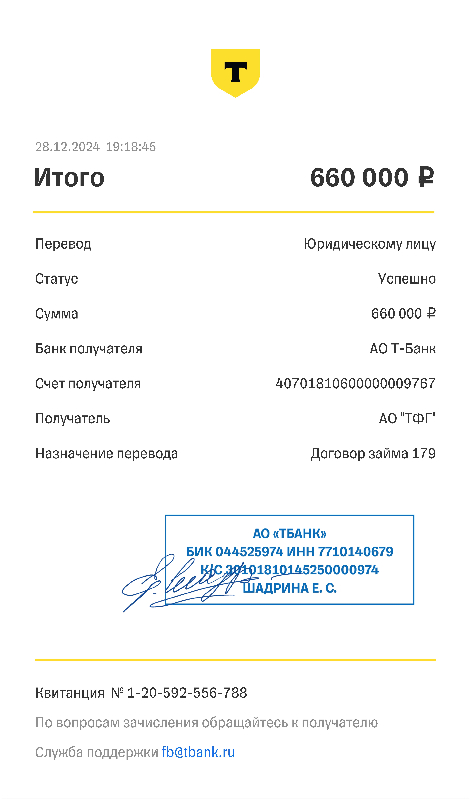 Т
28.12.2024 19:18:46
Итого 660 000 ₽
Перевод Юридическому лицу
Статус Успешно
Сумма 660 000 ₽
Банк получателя АО Т-Банк
Счет получателя 40701810600000009767
Получатель АО "ТФГ"
Назначение перевода Договор займа 179
АО «ТБАНК»
БИК 044525974 ИНН 7710140679
К/С 30101810145250000974
ШАДРИНА Е. С.
Квитанция № 1-20-592-556-788
По вопросам зачисления обращайтесь к получателю
Служба поддержки fb@tbank.ru